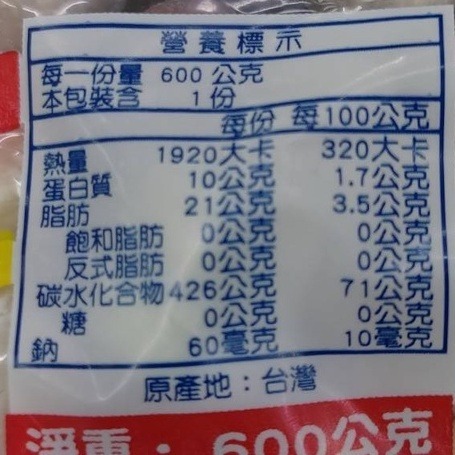 營養標示
每一份量 600 公克
本包裝含 1 份
每份 每100公克
熱量 1920大卡 320大卡
蛋白質 10公克 1.7公克
脂肪 21公克 3.5公克
飽和脂肪 0公克 0公克
反式脂肪 0公克 0公克
碳水化合物 426公克 71公克
糖 0公克 0公克
鈉 60毫克 10毫克
原產地：台灣
淨重：600公克